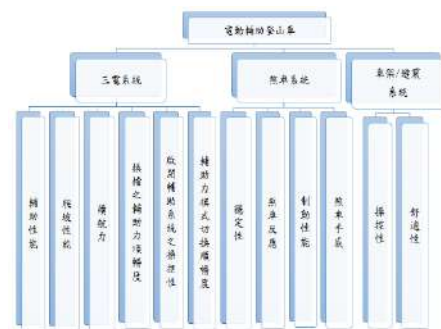 電動輔助登山車
三電系統
煞車系統
車架/避震
系統
輔助性能
爬坡性能
續航力
換檔之輔助力順暢度
啟閉輔助系統之操控性
輔助力模式切換順暢度
穩定性
煞車反應
制動性能
煞車手感
操控性
舒適性